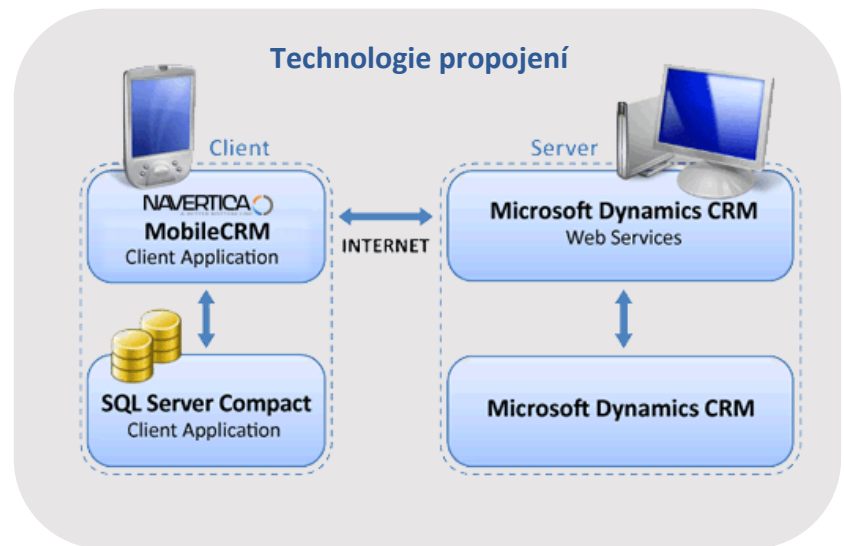 Technologie propojení
Client
NAVERTICA
MobileCRM
Client Application
SQL Server Compact
Client Application
INTERNET
Server
Microsoft Dynamics CRM
Web Services
Microsoft Dynamics CRM